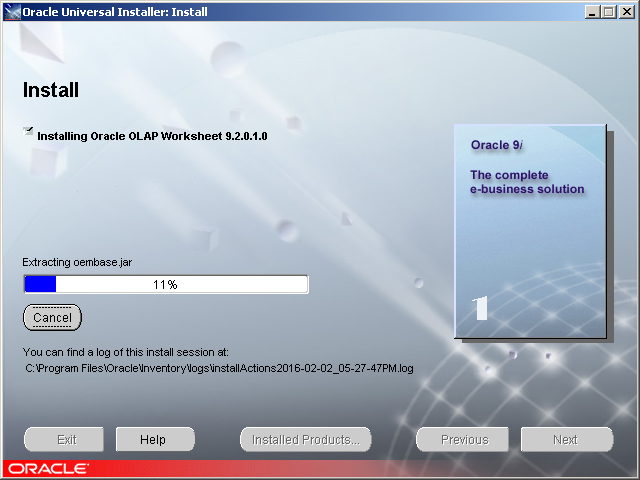 Oracle Universal Installer: Install
Install
Installing Oracle OLAP Worksheet 9.2.0.1.0
Oracle 9i
The complete
e-business solution
Extracting oembase.jar
11%
Cancel
You can find a log of this install session at:
C:\Program Files\Oracle\Inventory\logs\installActions2016-02-02_05-27-47PM.log
Exit
Help
Installed Products...
Previous
Next
ORACLE